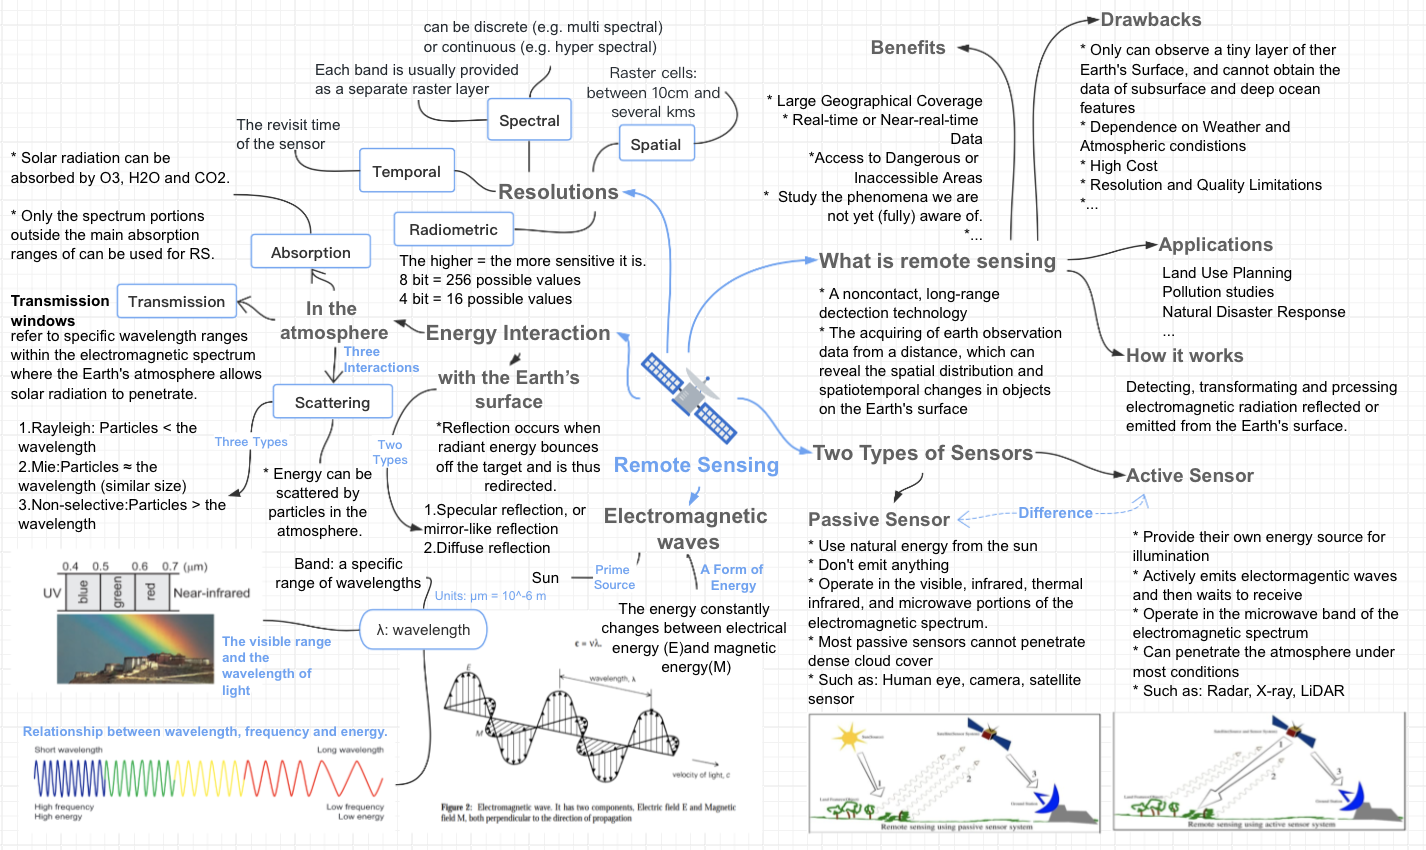 can be discrete (e.g. multi spectral)
or continuous (e.g. hyper spectral)
Each band is usually provided
as a separate raster layer
Raster cells:
between 10cm and
several kms
Spectral
Spatial
The revisit time
of the sensor
Temporal
Resolutions
Radiometric
The higher = the more sensitive it is.
8 bit = 256 possible values
4 bit = 16 possible values
* Solar radiation can be
absorbed by O3, H2O and CO2.
* Only the spectrum portions
outside the main absorption
ranges of can be used for RS.
Absorption
Transmission
Transmission
windows
refer to specific wavelength ranges
within the electromagnetic spectrum
where the Earth's atmosphere allows
solar radiation to penetrate.
In the
atmosphere
Energy Interaction
Three
Interactions
Scattering
Three Types
1.Rayleigh: Particles < the
wavelength
2.Mie:Particles ≈ the
wavelength (similar size)
3.Non-selective:Particles > the
wavelength
* Energy can be
scattered by
particles in the
atmosphere.
with the Earth's
surface
Two
Types
*Reflection occurs when
radiant energy bounces
off the target and is thus
redirected.
1.Specular reflection, or
mirror-like reflection
2.Diffuse reflection
Remote Sensing
Benefits
* Large Geographical Coverage
* Real-time or Near-real-time
Data
*Access to Dangerous or
Inaccessible Areas
* Study the phenomena we are
not yet (fully) aware of.
*...
Drawbacks
* Only can observe a tiny layer of ther
Earth's Surface, and cannot obtain the
data of subsurface and deep ocean
features
* Dependence on Weather and
Atmospheric condistions
* High Cost
* Resolution and Quality Limitations
*...
What is remote sensing
* A noncontact, long-range
dectection technology
* The acquiring of earth observation
data from a distance, which can
reveal the spatial distribution and
spatiotemporal changes in objects
on the Earth's surface
Applications
Land Use Planning
Pollution studies
Natural Disaster Response
...
How it works
Detecting, transformating and prcessing
electromagnetic radiation reflected or
emitted from the Earth's surface.
Two Types of Sensors
Passive Sensor
Difference
Active Sensor
* Use natural energy from the sun
* Don't emit anything
* Operate in the visible, infrared, thermal
infrared, and microwave portions of the
electromagnetic spectrum.
* Most passive sensors cannot penetrate
dense cloud cover
* Such as: Human eye, camera, satellite
sensor
* Provide their own energy source for
illumination
* Actively emits electormagentic waves
and then waits to receive
* Operate in the microwave band of the
electromagnetic spectrum
* Can penetrate the atmosphere under
most conditions
* Such as: Radar, X-ray, LiDAR
1
2
3
Remote sensing using passive sensor system
1
2
3
Remote sensing using active sensor system
Electromagnetic
waves
Sun
Prime
Source
A Form of
Energy
The energy constantly
changes between electrical
energy (E)and magnetic
energy(M)
Band: a specific
range of wavelengths
Units: μm = 10^-6 m
λ: wavelength
c = vλ.
E
M
wavelength, λ
velocity of light, c
Figure 2: Electromagnetic wave. It has two components, Electric field E and Magnetic
field M, both perpendicular to the direction of propagation
0.4 0.5 0.6 0.7 (μm)
UV blue green red Near-infrared
The visible range
and the
wavelength of
light
Relationship between wavelength, frequency and energy.
Short wavelength
Long wavelength
High frequency
High energy
Low frequency
Low energy